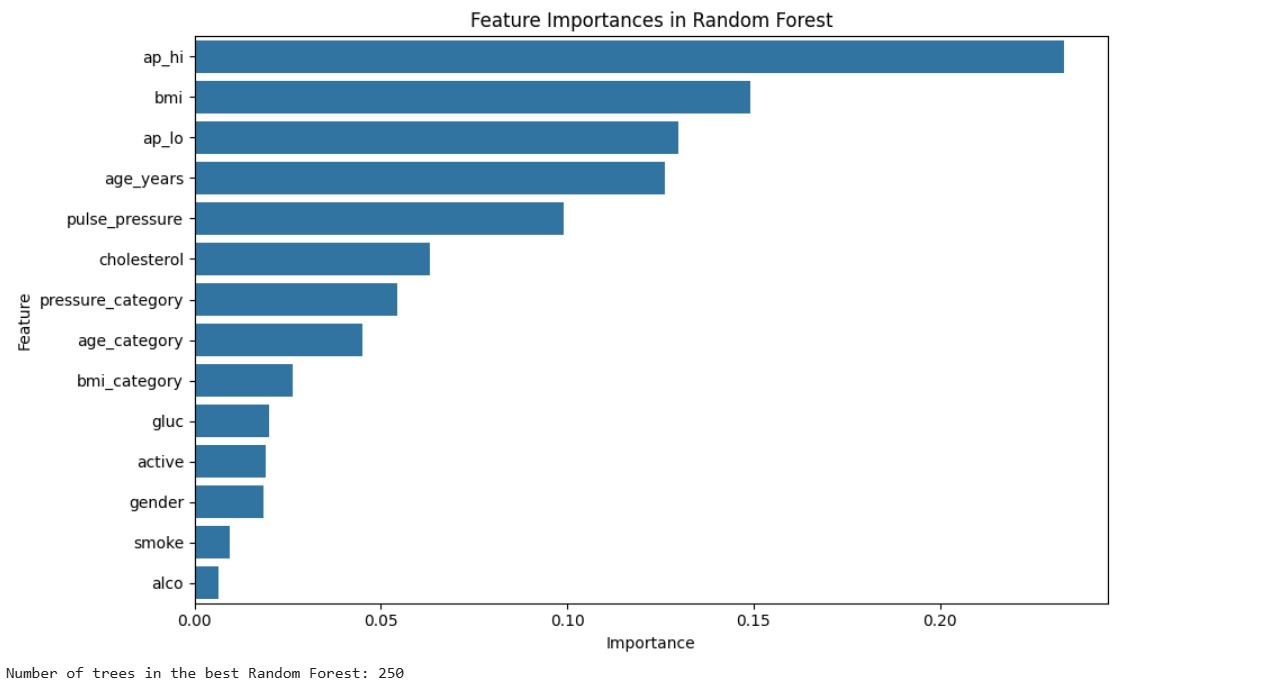 Feature Importances in Random Forest
ap_hi
bmi
ap_lo
age_years
pulse_pressure
cholesterol
pressure_category
age_category
bmi_category
gluc
active
gender
smoke
alco
Feature
0.00 0.05 0.10 0.15 0.20
Importance
Number of trees in the best Random Forest: 250